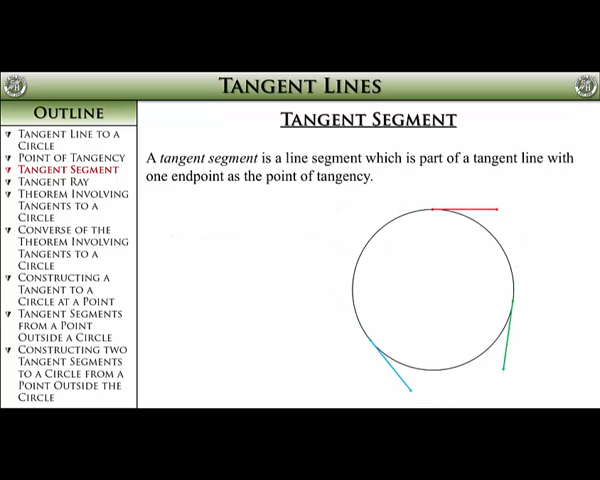 TANGENT LINES
OUTLINE
TANGENT LINE TO A
CIRCLE
POINT OF TANGENCY
TANGENT SEGMENT
TANGENT RAY
THEOREM INVOLVING
TANGENTS TO A
CIRCLE
CONVERSE OF THE
THEOREM INVOLVING
TANGENTS TO A
CIRCLE
CONSTRUCTING A
TANGENT TO A
CIRCLE AT A POINT
TANGENT SEGMENTS
FROM A POINT
OUTSIDE A CIRCLE
CONSTRUCTING TWO
TANGENT SEGMENTS
TO A CIRCLE FROM A
POINT OUTSIDE THE
CIRCLE
TANGENT SEGMENT
A tangent segment is a line segment which is part of a tangent line with
one endpoint as the point of tangency.